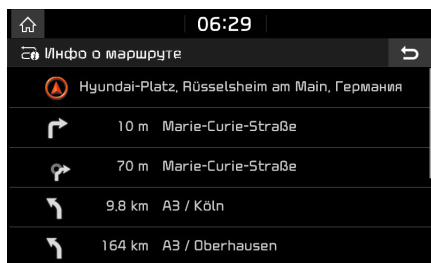 06:29
Инфо о маршруте
Hyundai-Platz, Rüsselsheim am Main, Германия
10 m Marie-Curie-Straße
70 m Marie-Curie-Straße
9,8 km A3 / Köln
164 km A3 / Oberhausen